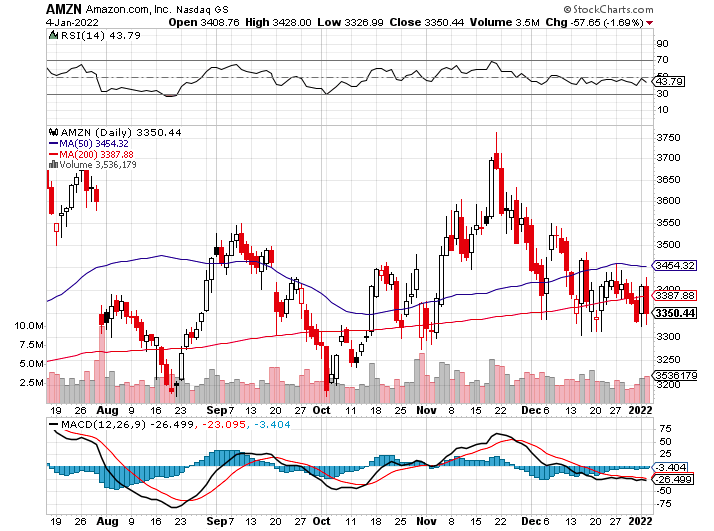 AMZN Amazon.com, Inc. Nasdaq GS © StockCharts.com
4-Jan-2022 Open 3408.76 High 3428.00 Low 3326.99 Close 3350.44 Volume 3.5M Chg -57.65 (-1.69%)
RSI(14) 43.79
90
70
50
43.79
30
10
AMZN (Daily) 3350.44
MA(50) 3454.32
MA(200) 3387.88
Volume 3,536,179
3750
3700
3650
3600
3550
3500
3454.32
3387.88
3350.44
3300
3250
3200
3536179
10.0M
7.5M
5.0M
2.5M
19 26 Aug 9 16 23 Sep 7 13 20 27 Oct 11 18 25 Nov 8 15 22 Dec 6 13 20 27 2022
MACD(12,26,9) -26.499, -23.095, -3.404
75
50
25
-3.404
-26.499
-50
-75
19 26 Aug 9 16 23 Sep 7 13 20 27 Oct 11 18 25 Nov 8 15 22 Dec 6 13 20 27 2022